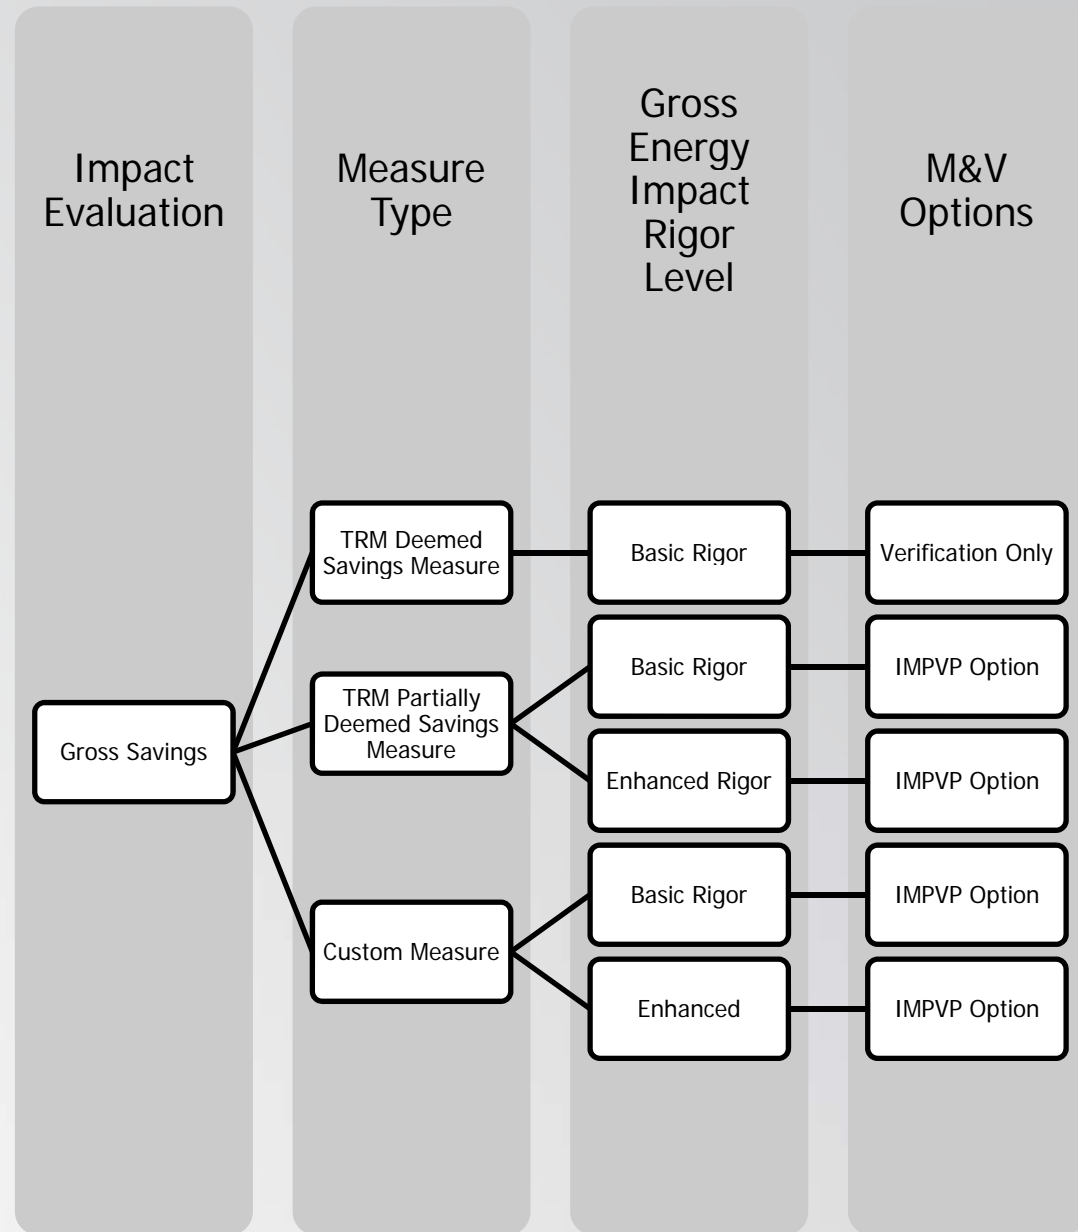 Impact
Evaluation
Measure
Type
Gross
Energy
Impact
Rigor
Level
M&V
Options
Gross Savings
TRM Deemed
Savings Measure
Basic Rigor
Verification Only
TRM Partially
Deemed Savings
Measure
Basic Rigor
IMPVP Option
Enhanced Rigor
IMPVP Option
Custom Measure
Basic Rigor
IMPVP Option
Enhanced
IMPVP Option